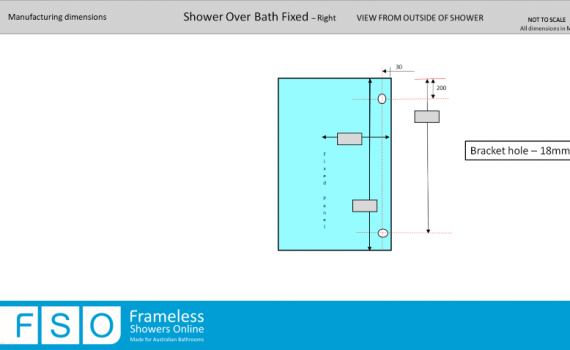 Manufacturing dimensions
Shower Over Bath Fixed – Right
VIEW FROM OUTSIDE OF SHOWER
NOT TO SCALE
All dimensions in M
30
200
fixed panel
Bracket hole – 18mm
FSO
Frameless
Showers Online
Made for Australian Bathrooms